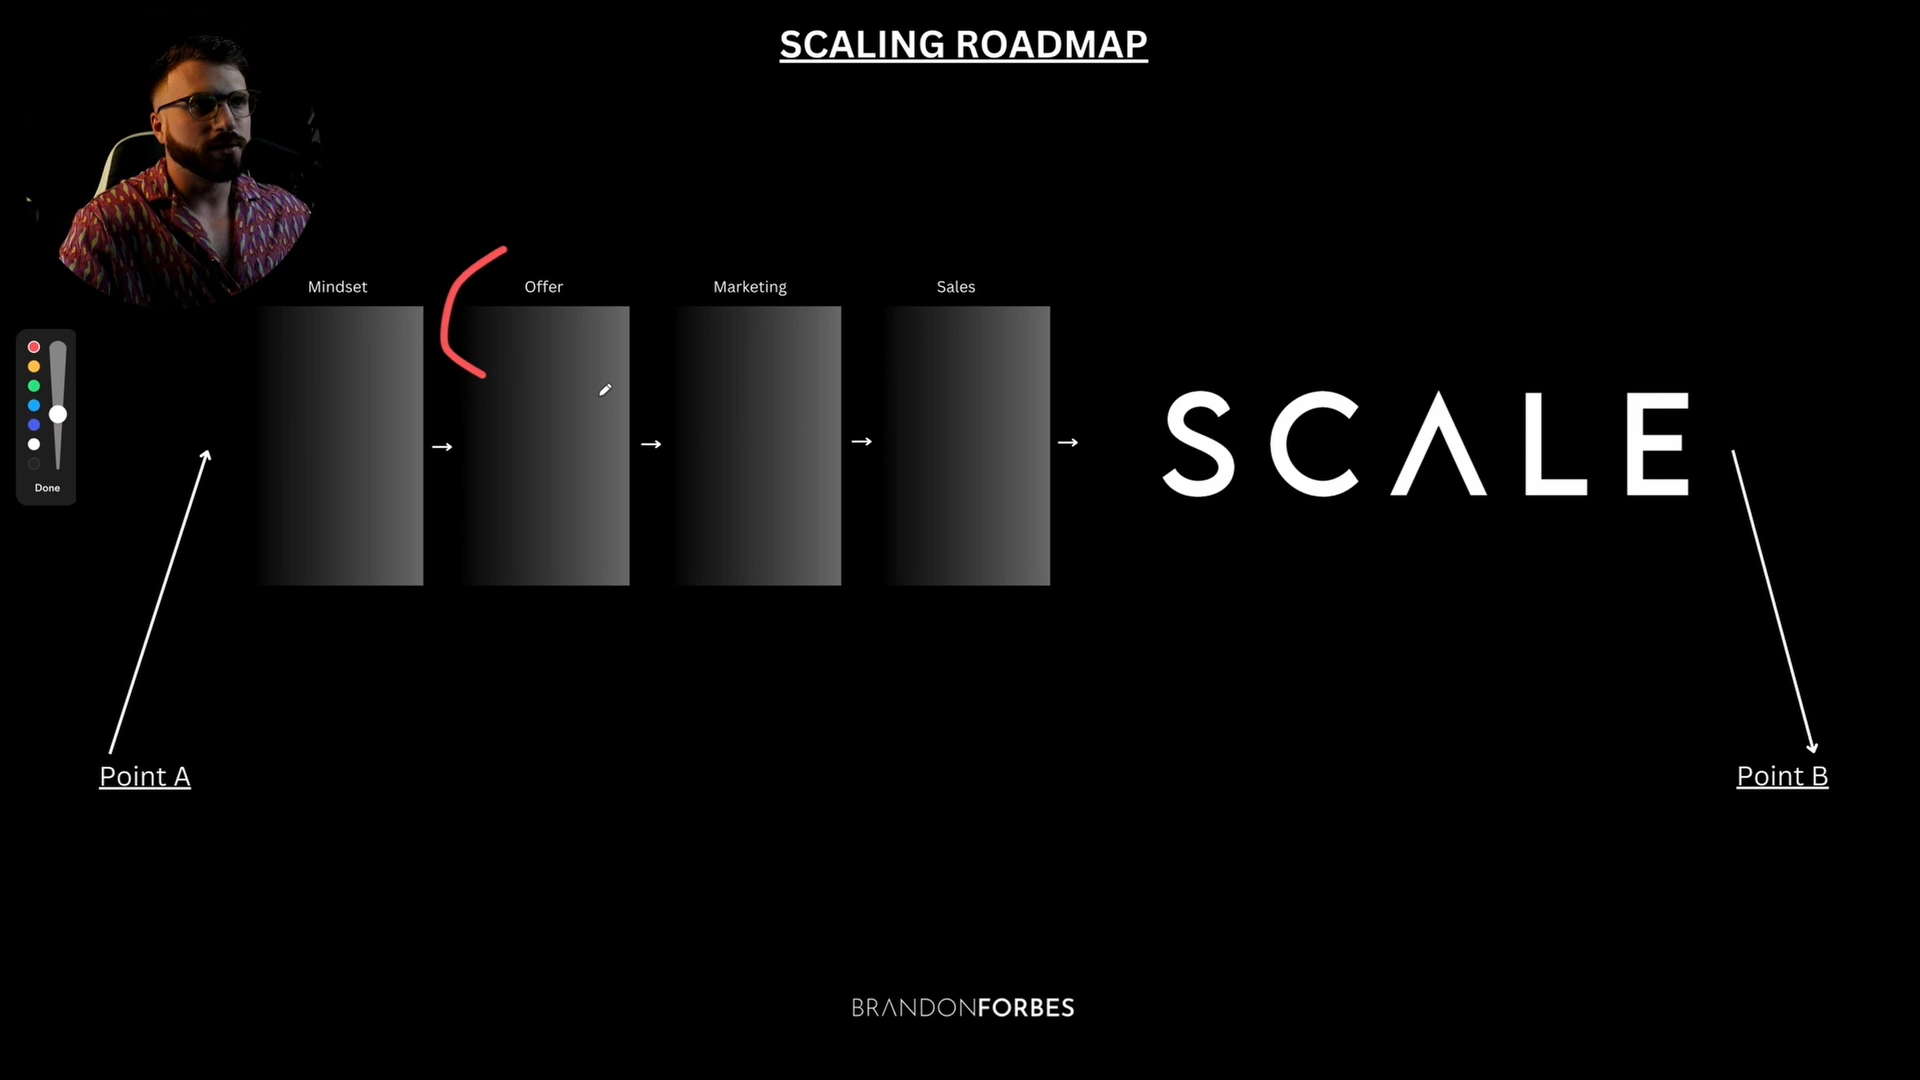 SCALING ROADMAP
Mindset
Offer
Marketing
Sales
→
→
→
→
SCALE
Done
Point A
Point B
BRANDONFORBES